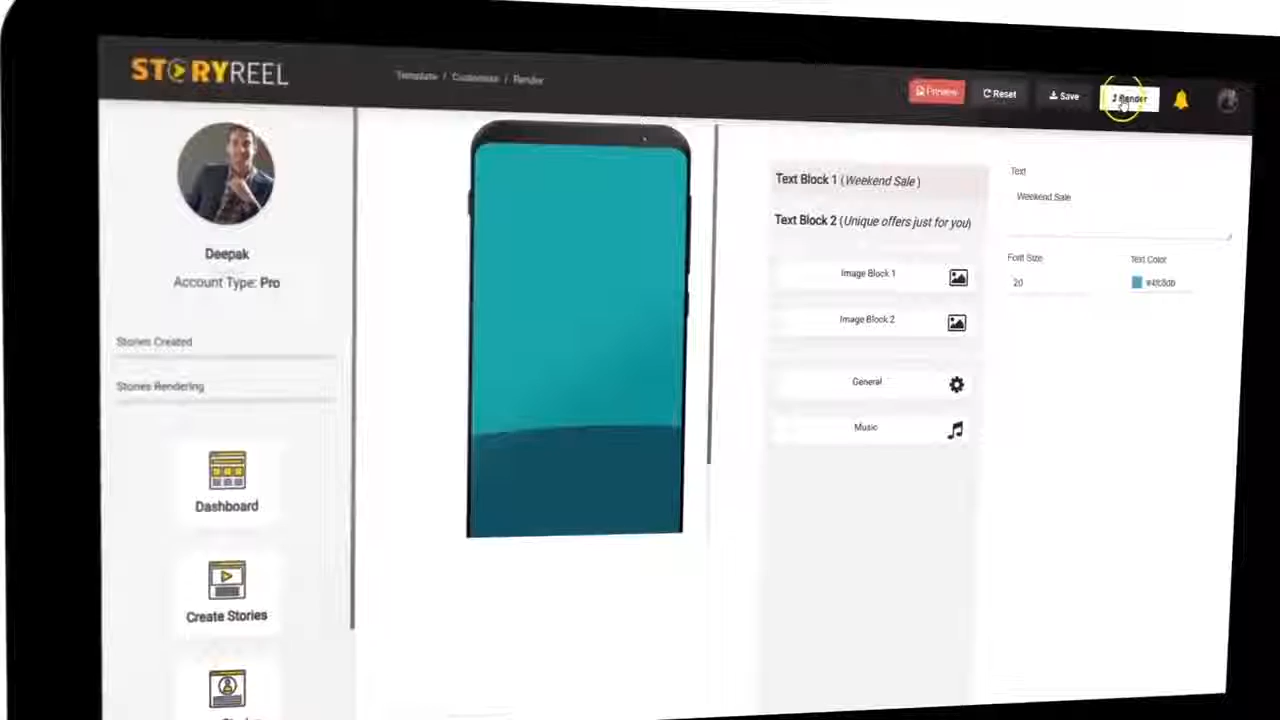 STORYREEL
Template / Customize / Render
Preview
Reset
Save
Render
Deepak
Account Type: Pro
Stories Created
Stories Rendering
Dashboard
Create Stories
Text Block 1 (Weekend Sale )
Text Block 2 (Unique offers just for you)
Image Block 1
Image Block 2
General
Music
Text
Weekend Sale
Font Size
Text Color
20